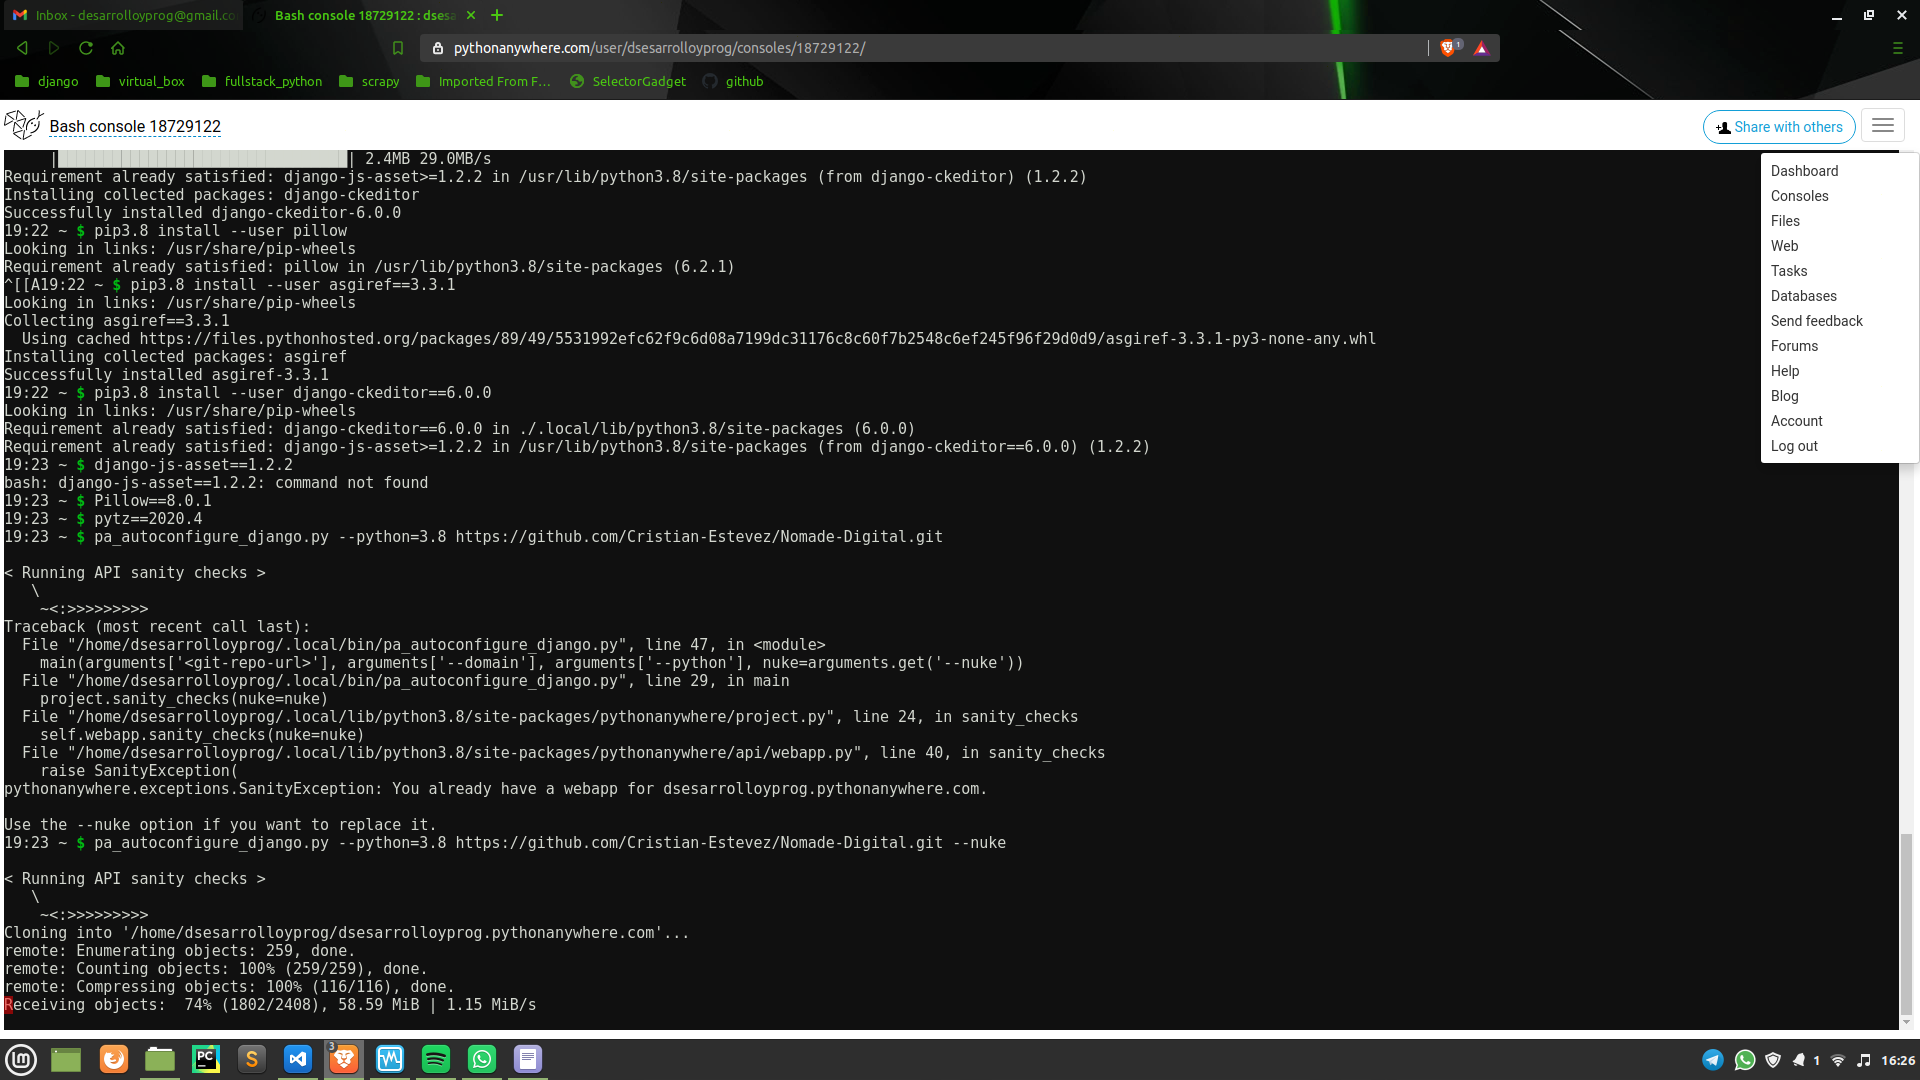 Inbox - desarrolloyprog@gmail.co
Bash console 18729122 : dses
pythonanywhere.com/user/dsesarrolloyprog/consoles/18729122/
1
django
virtual_box
fullstack_python
scrapy
Imported From F...
SelectorGadget
github
Bash console 18729122
Share with others
| 2.4MB 29.0MB/s
Requirement already satisfied: django-js-asset>=1.2.2 in /usr/lib/python3.8/site-packages (from django-ckeditor) (1.2.2)
Installing collected packages: django-ckeditor
Successfully installed django-ckeditor-6.0.0
19:22 ~ $ pip3.8 install --user pillow
Looking in links: /usr/share/pip-wheels
Requirement already satisfied: pillow in /usr/lib/python3.8/site-packages (6.2.1)
^[[A19:22 ~ $ pip3.8 install --user asgiref==3.3.1
Looking in links: /usr/share/pip-wheels
Collecting asgiref==3.3.1
  Using cached https://files.pythonhosted.org/packages/89/49/5531992efc62f9c6d08a7199dc31176c8c60f7b2548c6ef245f96f29d0d9/asgiref-3.3.1-py3-none-any.whl
Installing collected packages: asgiref
Successfully installed asgiref-3.3.1
19:22 ~ $ pip3.8 install --user django-ckeditor==6.0.0
Looking in links: /usr/share/pip-wheels
Requirement already satisfied: django-ckeditor==6.0.0 in ./.local/lib/python3.8/site-packages (6.0.0)
Requirement already satisfied: django-js-asset>=1.2.2 in /usr/lib/python3.8/site-packages (from django-ckeditor==6.0.0) (1.2.2)
19:23 ~ $ django-js-asset==1.2.2
bash: django-js-asset==1.2.2: command not found
19:23 ~ $ Pillow==8.0.1
19:23 ~ $ pytz==2020.4
19:23 ~ $ pa_autoconfigure_django.py --python=3.8 https://github.com/Cristian-Estevez/Nomade-Digital.git
< Running API sanity checks >
   \
    ~<:>>>>>>>>>
Traceback (most recent call last):
  File "/home/dsesarrolloyprog/.local/bin/pa_autoconfigure_django.py", line 47, in <module>
    main(arguments['<git-repo-url>'], arguments['--domain'], arguments['--python'], nuke=arguments.get('--nuke'))
  File "/home/dsesarrolloyprog/.local/bin/pa_autoconfigure_django.py", line 29, in main
    project.sanity_checks(nuke=nuke)
  File "/home/dsesarrolloyprog/.local/lib/python3.8/site-packages/pythonanywhere/project.py", line 24, in sanity_checks
    self.webapp.sanity_checks(nuke=nuke)
  File "/home/dsesarrolloyprog/.local/lib/python3.8/site-packages/pythonanywhere/api/webapp.py", line 40, in sanity_checks
    raise SanityException(
pythonanywhere.exceptions.SanityException: You already have a webapp for dsesarrolloyprog.pythonanywhere.com.
Use the --nuke option if you want to replace it.
19:23 ~ $ pa_autoconfigure_django.py --python=3.8 https://github.com/Cristian-Estevez/Nomade-Digital.git --nuke
< Running API sanity checks >
   \
    ~<:>>>>>>>>>
Cloning into '/home/dsesarrolloyprog/dsesarrolloyprog.pythonanywhere.com'...
remote: Enumerating objects: 259, done.
remote: Counting objects: 100% (259/259), done.
remote: Compressing objects: 100% (116/116), done.
Receiving objects:  74% (1802/2408), 58.59 MiB | 1.15 MiB/s
Dashboard
Consoles
Files
Web
Tasks
Databases
Send feedback
Forums
Help
Blog
Account
Log out
PC
S
3
1
16:26